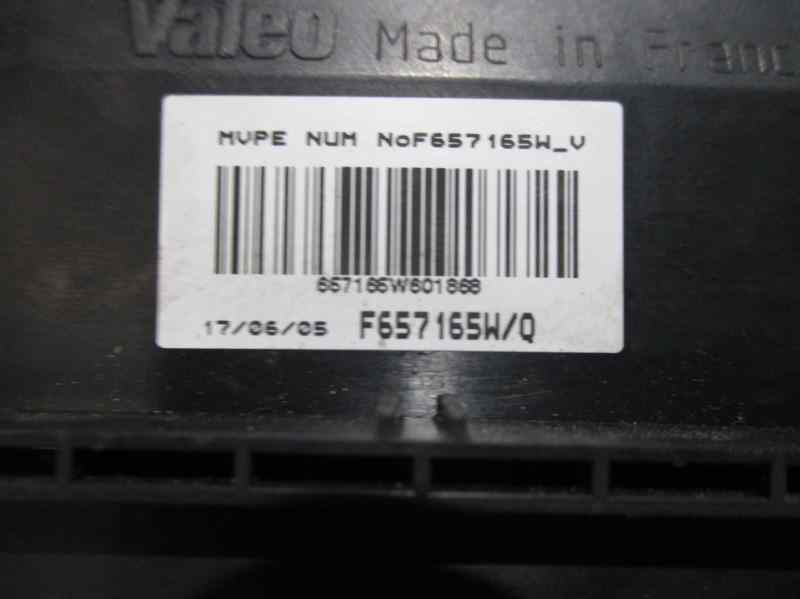 Valeo Made in Franc
MVPE NUM NoF657165W_V
657165W601868
17/06/05 F657165W/Q